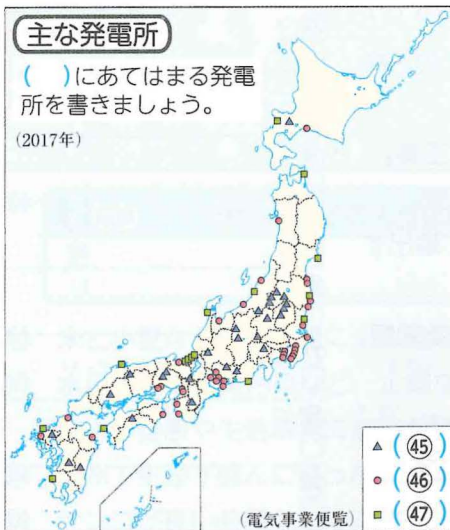 主な発電所
( )にあてはまる発電
所を書きましょう。
(2017年)
▲ ( ㊺ )
● ( ㊻ )
■ ( ㊼ )
(電気事業便覧)